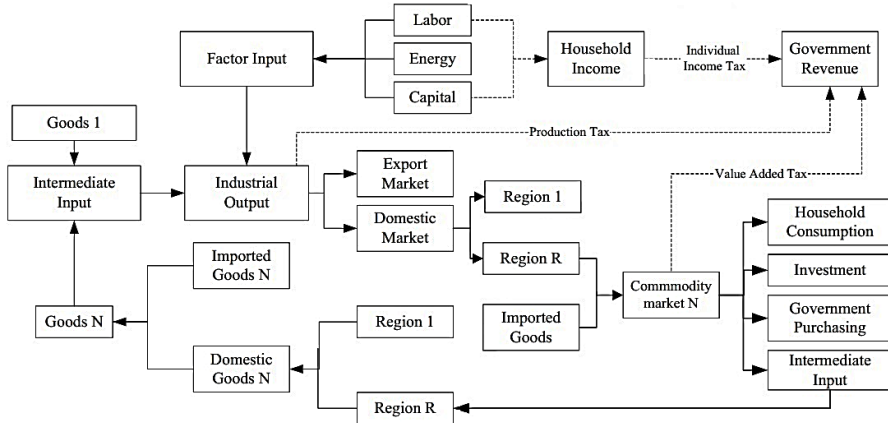 Labor
Factor Input
Energy
Capital
Household
Income
Individual
Income Tax
Government
Revenue
Goods 1
Production Tax
Intermediate
Input
Industrial
Output
Export
Market
Domestic
Market
Region 1
Region R
Value Added Tax
Household
Consumption
Imported
Goods N
Commmodity
market N
Investment
Goods N
Region 1
Imported
Goods
Government
Purchasing
Domestic
Goods N
Intermediate
Input
Region R